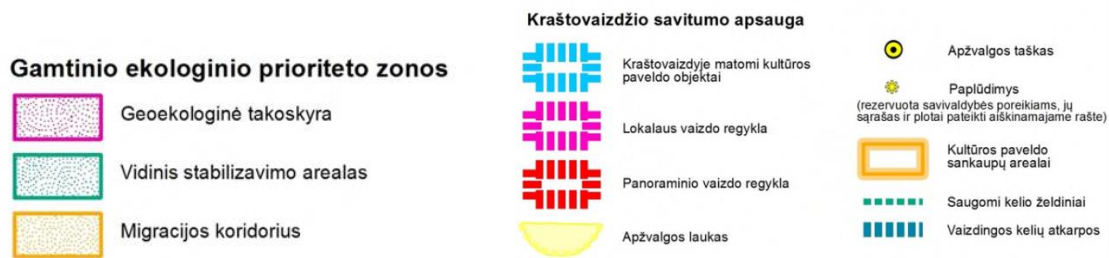 Gamtinio ekologinio prioriteto zonos
Geoekologinė takoskyra
Vidinis stabilizavimo arealas
Migracijos koridorius
Kraštovaizdžio savitumo apsauga
Kraštovaizdyje matomi kultūros
paveldo objektai
Lokalaus vaizdo regykla
Panoraminio vaizdo regykla
Apžvalgos laukas
Apžvalgos taškas
Paplūdimys
(rezervuota savivaldybės poreikiams, jų
sąrašas ir plotai pateikti aiškinamajame rašte)
Kultūros paveldo
sankaupų arealai
Saugomi kelio želdiniai
Vaizdingos kelių atkarpos